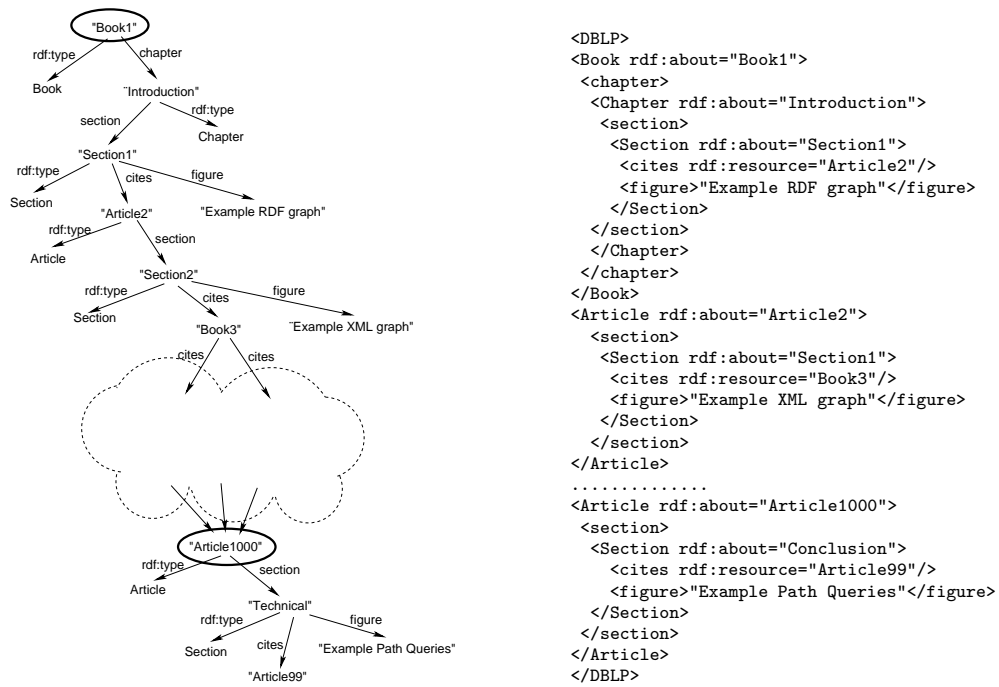 "Book1"
rdf:type
chapter
Book
¨Introduction"
section
rdf:type
Chapter
"Section1"
rdf:type
cites
figure
Section
"Article2"
"Example RDF graph"
rdf:type
section
Article
"Section2"
rdf:type
cites
figure
Section
"Book3"
¨Example XML graph"
cites
cites
"Article1000"
rdf:type
section
Article
"Technical"
rdf:type
cites
figure
Section
"Example Path Queries"
"Article99"
<DBLP>
<Book rdf:about="Book1">
<chapter>
<Chapter rdf:about="Introduction">
<section>
<Section rdf:about="Section1">
<cites rdf:resource="Article2"/>
<figure>"Example RDF graph"</figure>
</Section>
</section>
</Chapter>
</chapter>
</Book>
<Article rdf:about="Article2">
<section>
<Section rdf:about="Section1">
<cites rdf:resource="Book3"/>
<figure>"Example XML graph"</figure>
</Section>
</section>
</Article>
..............
<Article rdf:about="Article1000">
<section>
<Section rdf:about="Conclusion">
<cites rdf:resource="Article99"/>
<figure>"Example Path Queries"</figure>
</Section>
</section>
</Article>
</DBLP>